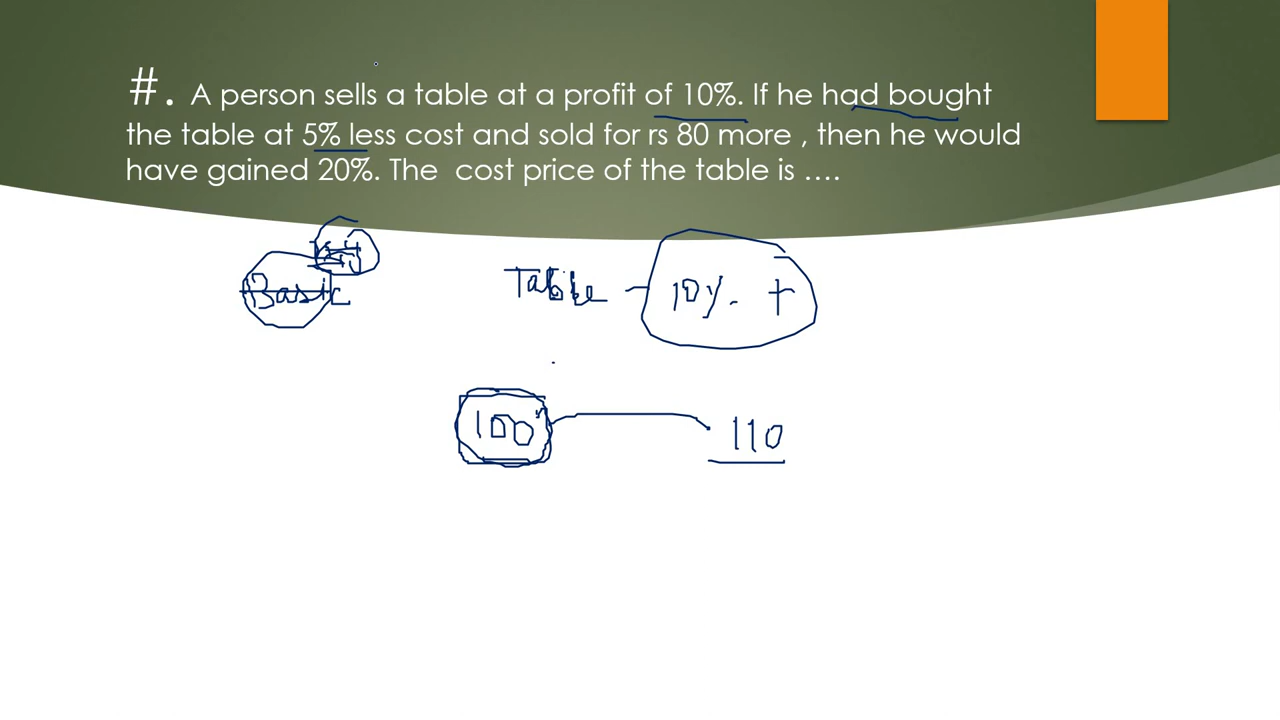 #. A person sells a table at a profit of 10%. If he had bought
the table at 5% less cost and sold for rs 80 more , then he would
have gained 20%. The  cost price of the table is ....
Basic
Table - 10%. +
100 110